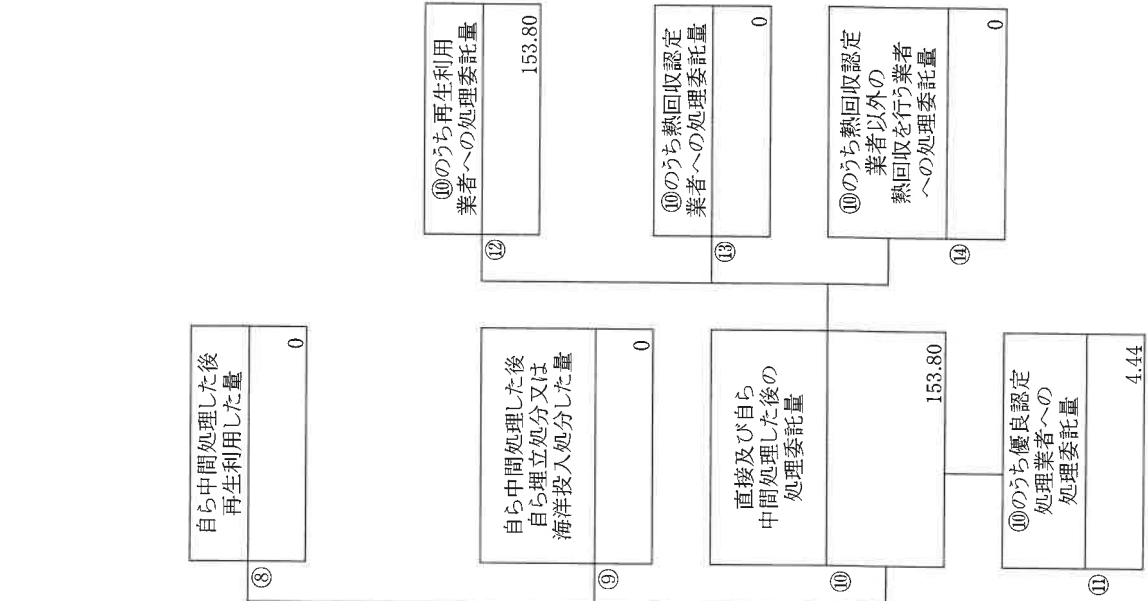 ⑧
自ら中間処理した後
再生利用した量
0
⑨
自ら中間処理した後
自ら埋立処分又は
海洋投入処分した量
0
⑩
直接及び自ら
中間処理した後の
処理委託量
153.80
⑪
⑩のうち優良認定
処理業者への
処理委託量
4.44
⑫
⑩のうち再生利用
業者への処理委託量
153.80
⑬
⑩のうち熱回収認定
業者への処理委託量
0
⑭
⑩のうち熱回収認定
業者以外の
熱回収を行う業者
への処理委託量
0